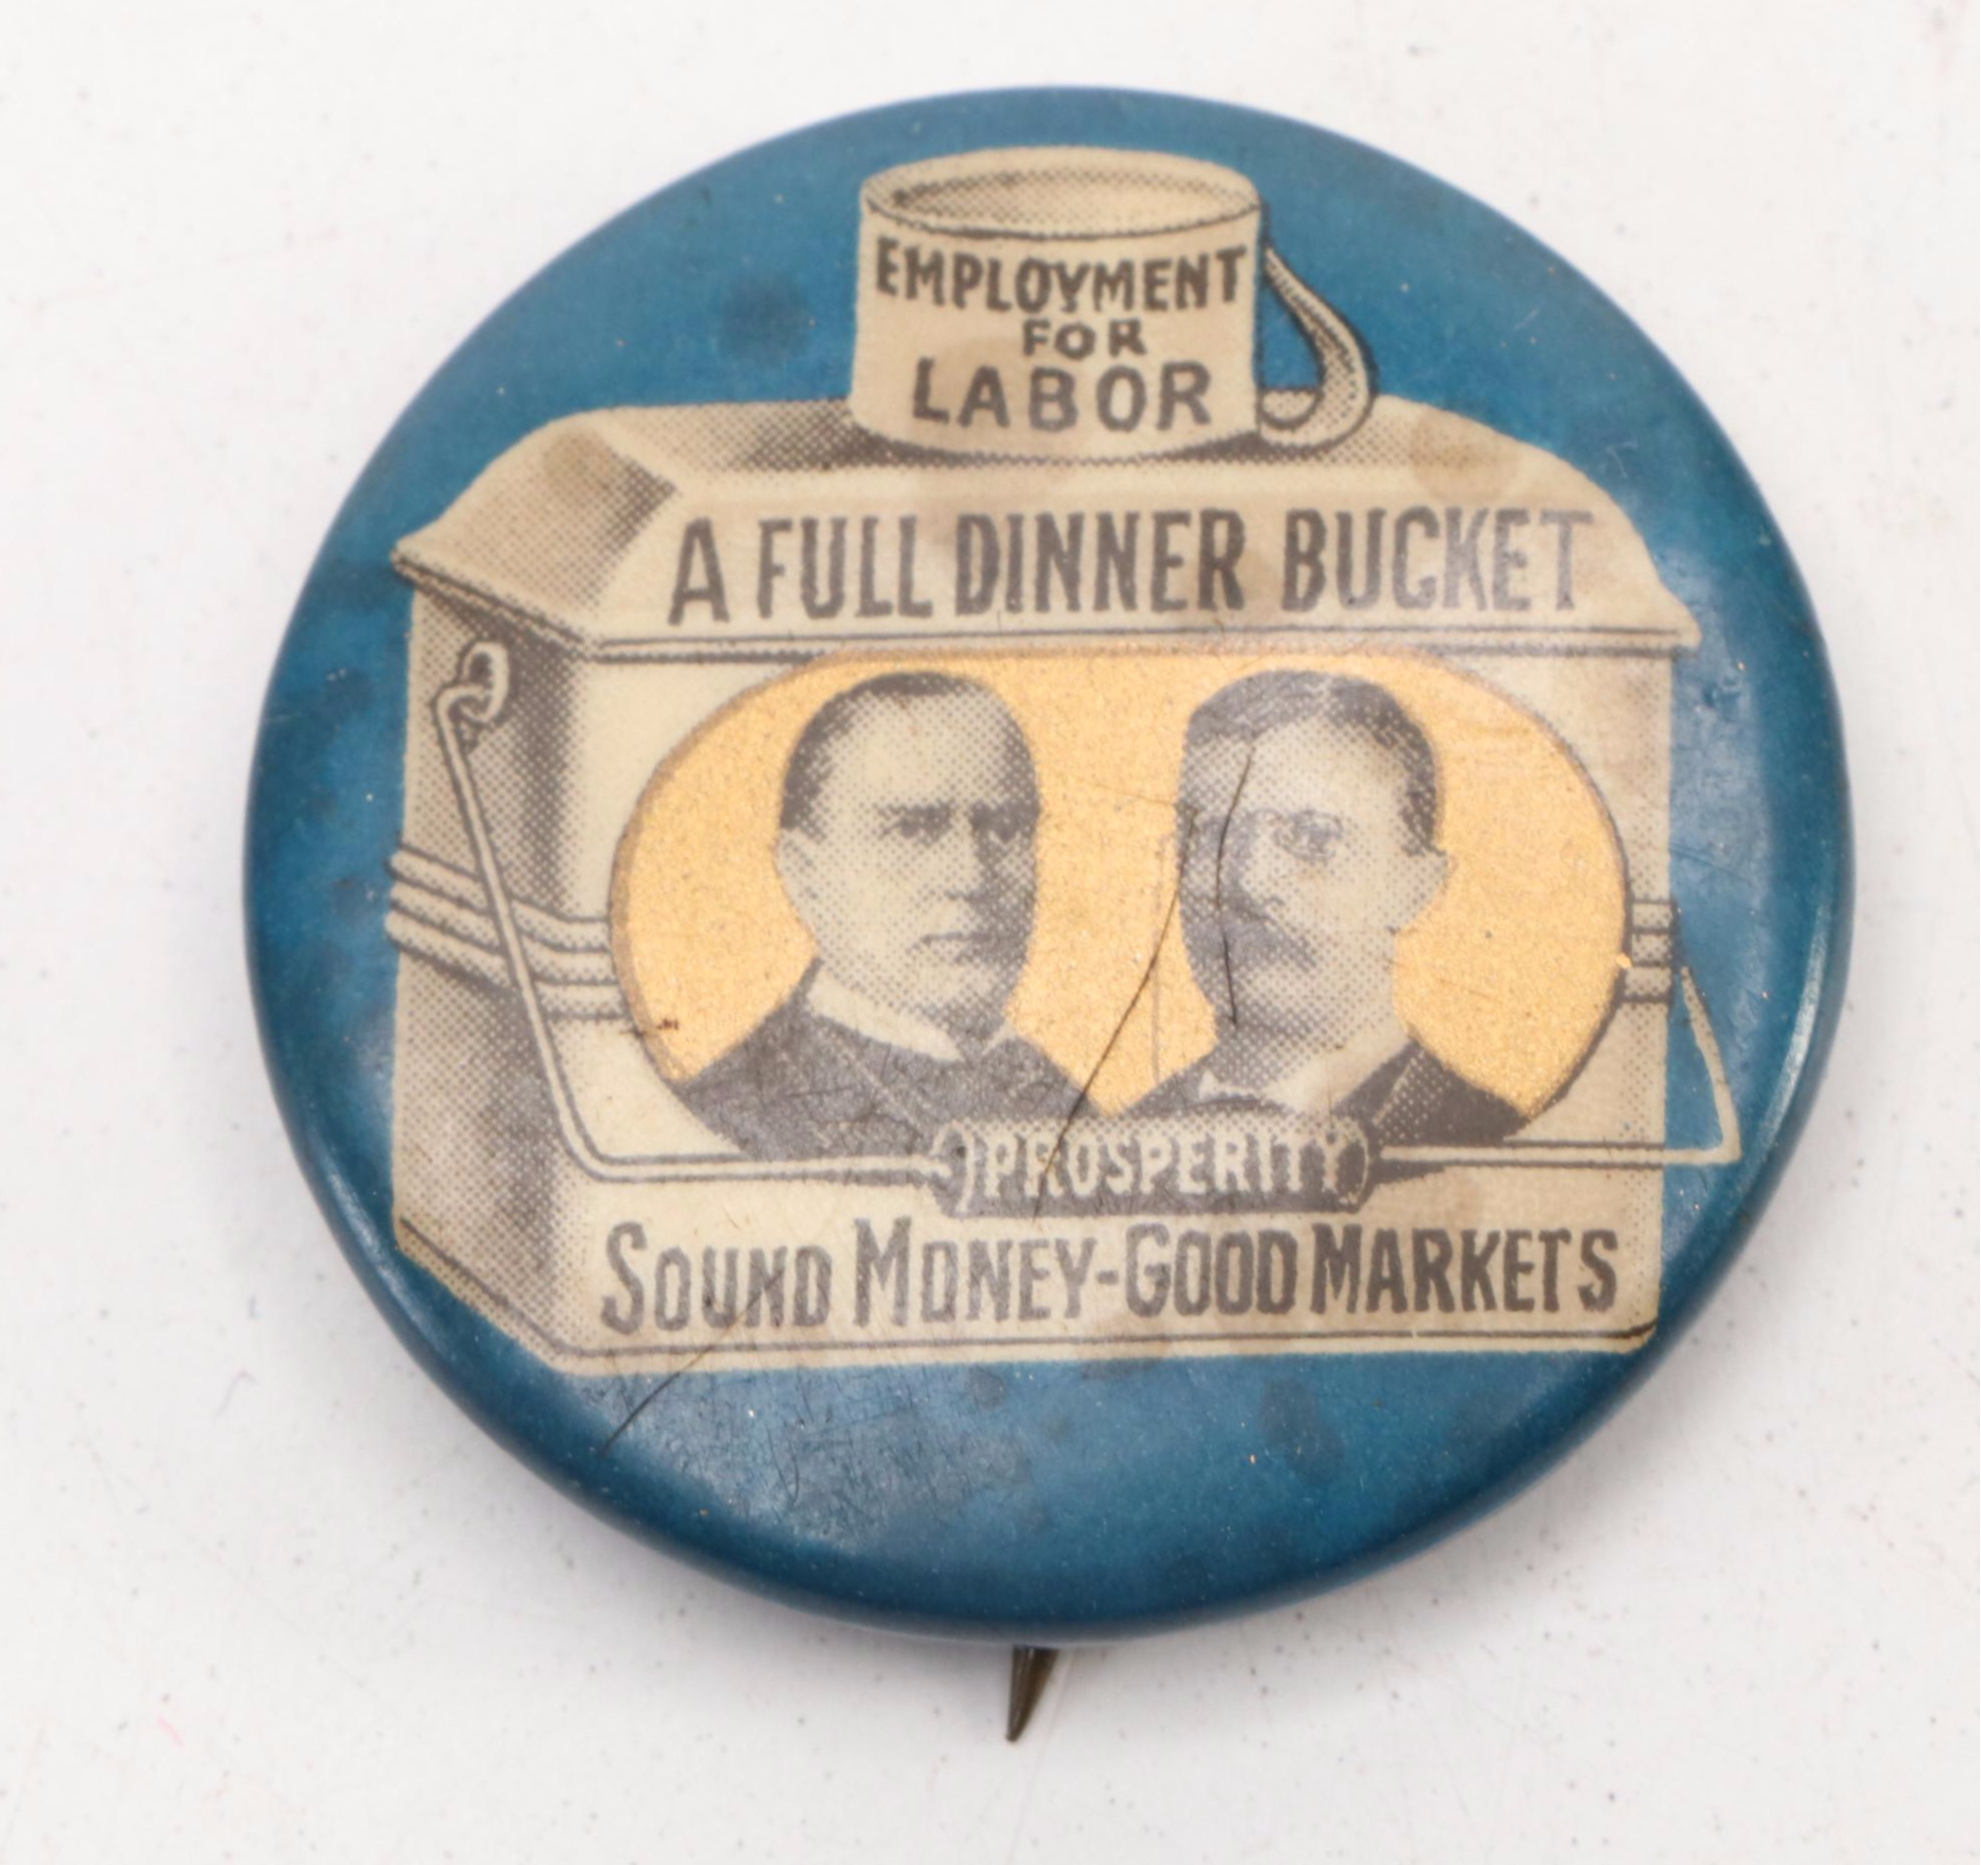 EMPLOYMENT
FOR
LABOR
A FULL DINNER BUCKET
PROSPERITY
SOUND MONEY-GOOD MARKETS